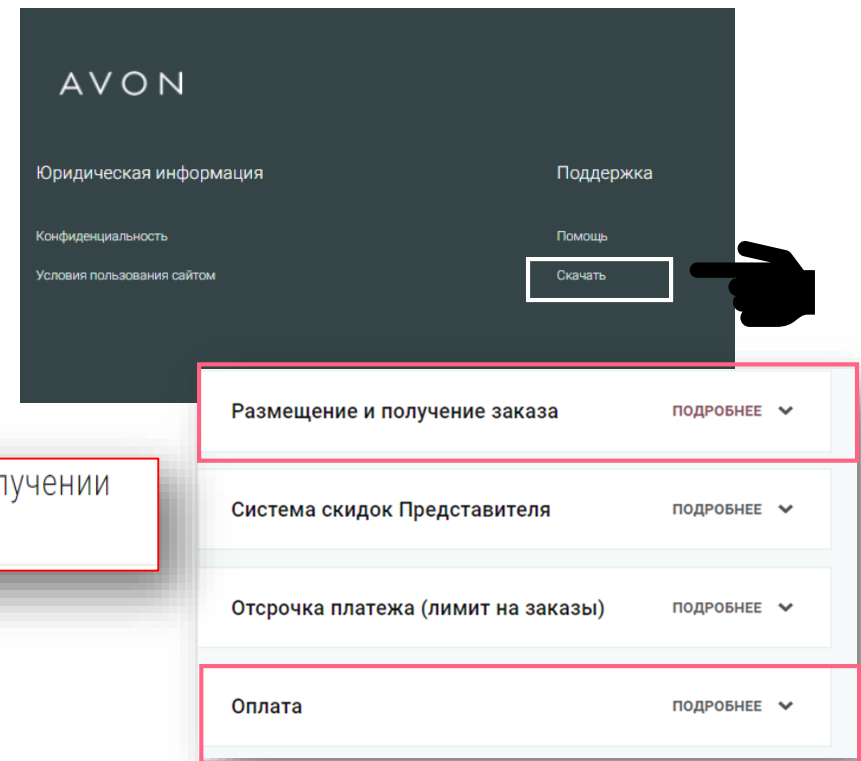 AVON
Юридическая информация
Поддержка
Конфиденциальность
Помощь
Условия пользования сайтом
Скачать
Размещение и получение заказа ПОДРОБНЕЕ
лучении
Система скидок Представителя ПОДРОБНЕЕ
Отсрочка платежа (лимит на заказы) ПОДРОБНЕЕ
Оплата ПОДРОБНЕЕ